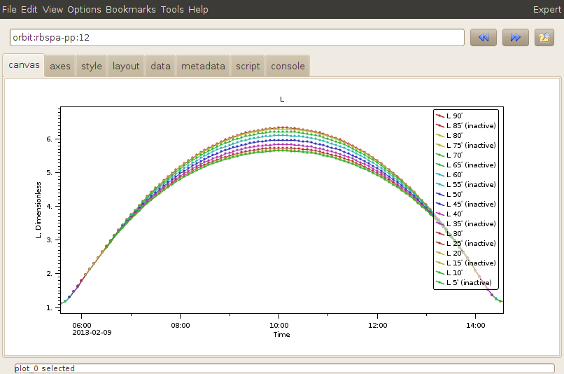 File Edit View Options Bookmarks Tools Help Expert
orbit:rbspa-pp:12
canvas axes style layout data metadata script console
L
L 90°
L 85° (inactive)
L 80°
L 75° (inactive)
L 70°
L 65° (inactive)
L 60°
L 55° (inactive)
L 50°
L 45° (inactive)
L 40°
L 35° (inactive)
L 30°
L 25° (inactive)
L 20°
L 15° (inactive)
L 10°
L 5° (inactive)
L, Dimensionless
6.
5.
4.
3.
2.
1.
06:00 08:00 10:00 12:00 14:00
2013-02-09
Time
plot_0 selected